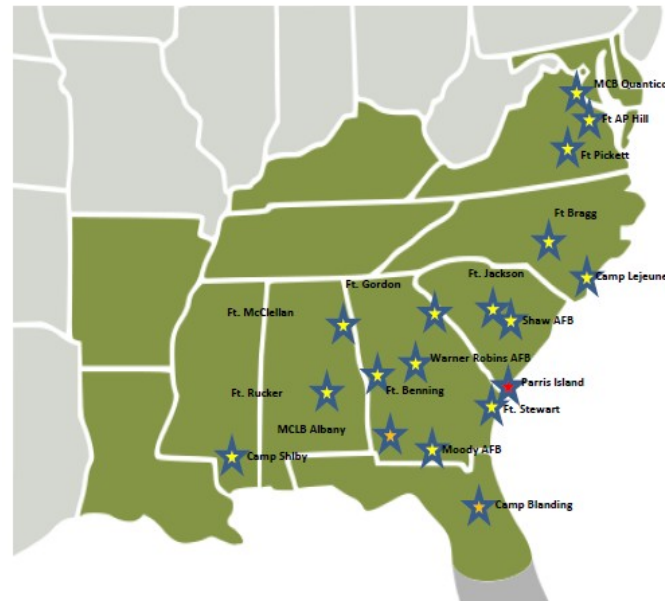 MCB Quantico
Ft AP Hill
Ft Pickett
Ft Bragg
Camp Lejeune
Ft. Gordon
Ft. Jackson
Ft. McClellan
Shaw AFB
Warner Robins AFB
Parris Island
Ft. Rucker
Ft. Benning
Ft. Stewart
MCLB Albany
Moody AFB
Camp Shlby
Camp Blanding